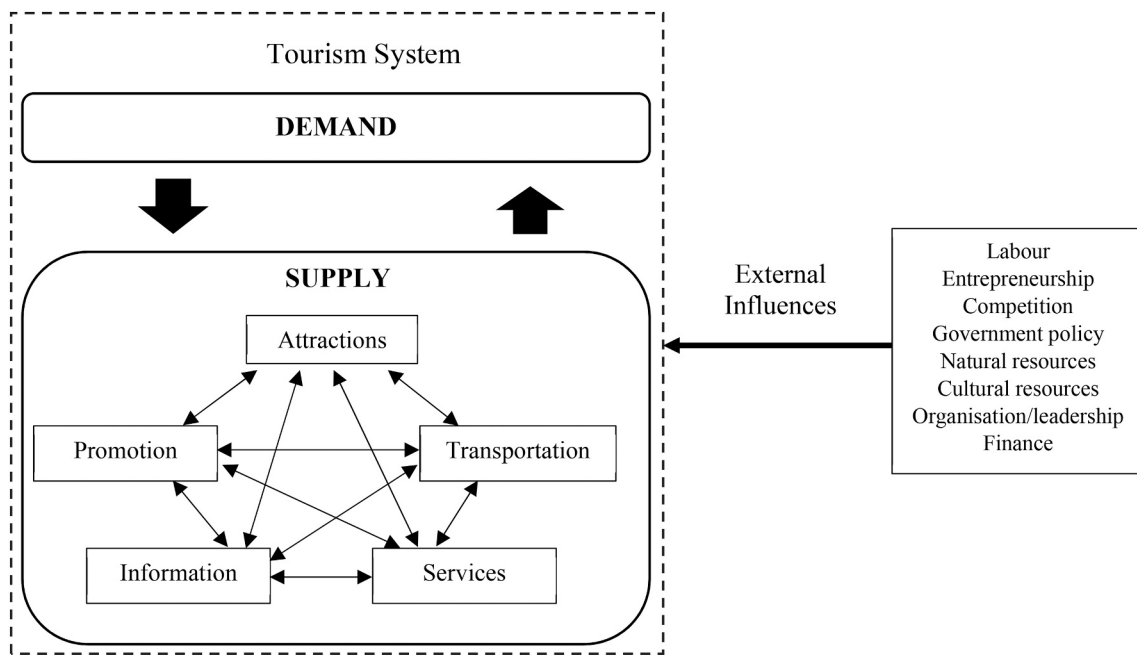 Tourism System
DEMAND
SUPPLY
Attractions
Promotion
Transportation
Information
Services
External
Influences
Labour
Entrepreneurship
Competition
Government policy
Natural resources
Cultural resources
Organisation/leadership
Finance